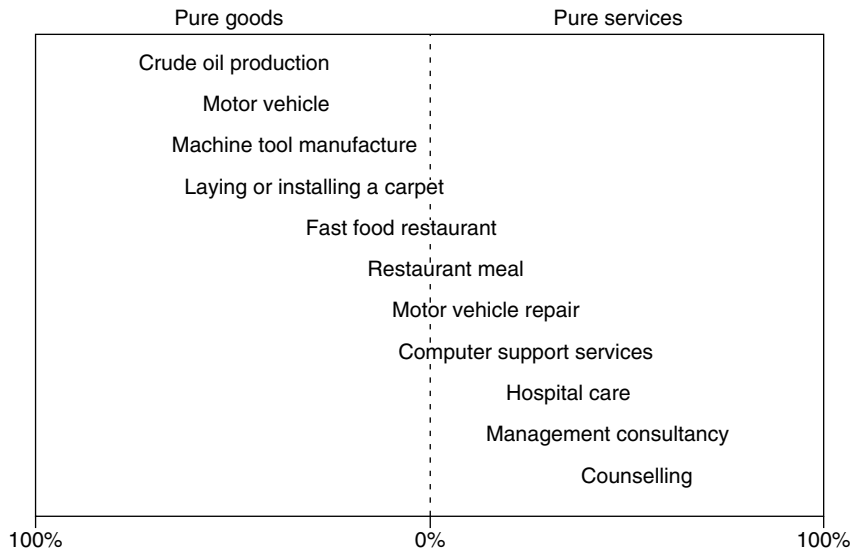 Pure goods
Pure services
Crude oil production
Motor vehicle
Machine tool manufacture
Laying or installing a carpet
Fast food restaurant
Restaurant meal
Motor vehicle repair
Computer support services
Hospital care
Management consultancy
Counselling
100%
0%
100%